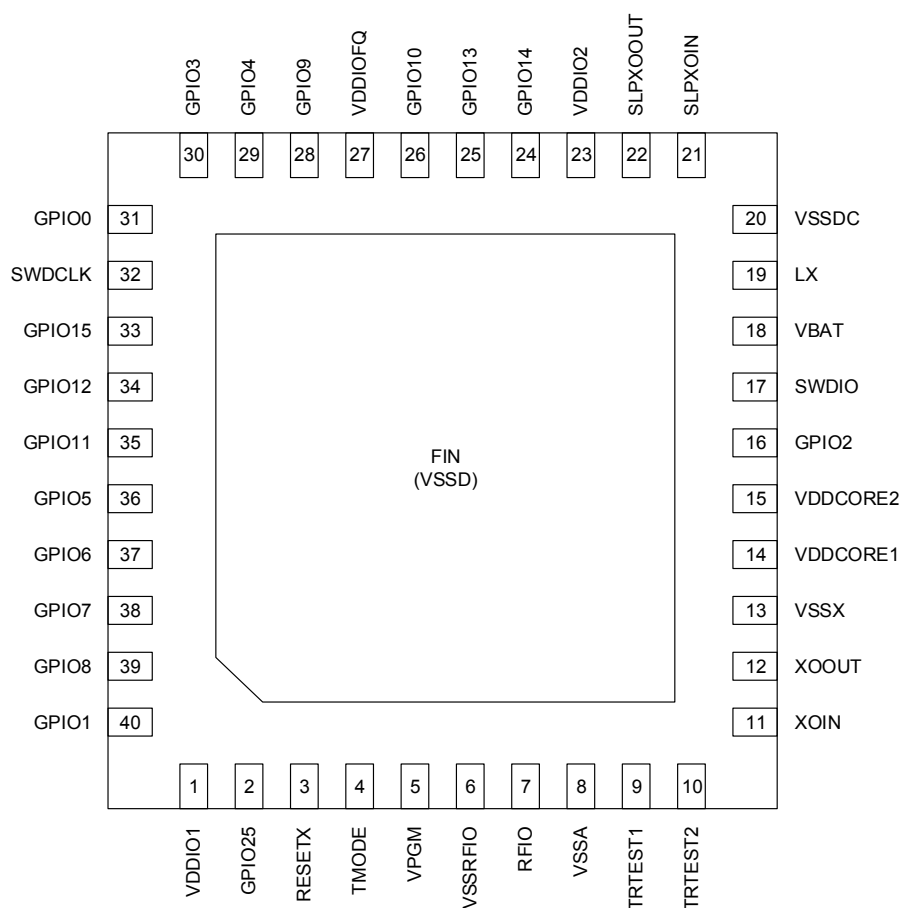 GPIO3
GPIO4
GPIO9
VDDIOFQ
GPIO10
GPIO13
GPIO14
VDDIO2
SLPXOOUT
SLPXOIN
30
29
28
27
26
25
24
23
22
21
GPIO0 31
SWDCLK 32
GPIO15 33
GPIO12 34
GPIO11 35
GPIO5 36
GPIO6 37
GPIO7 38
GPIO8 39
GPIO1 40
FIN
(VSSD)
20 VSSDC
19 LX
18 VBAT
17 SWDIO
16 GPIO2
15 VDDCORE2
14 VDDCORE1
13 VSSX
12 XOOUT
11 XOIN
1
2
3
4
5
6
7
8
9
10
VDDIO1
GPIO25
RESETX
TMODE
VPGM
VSSRFIO
RFIO
VSSA
TRTEST1
TRTEST2